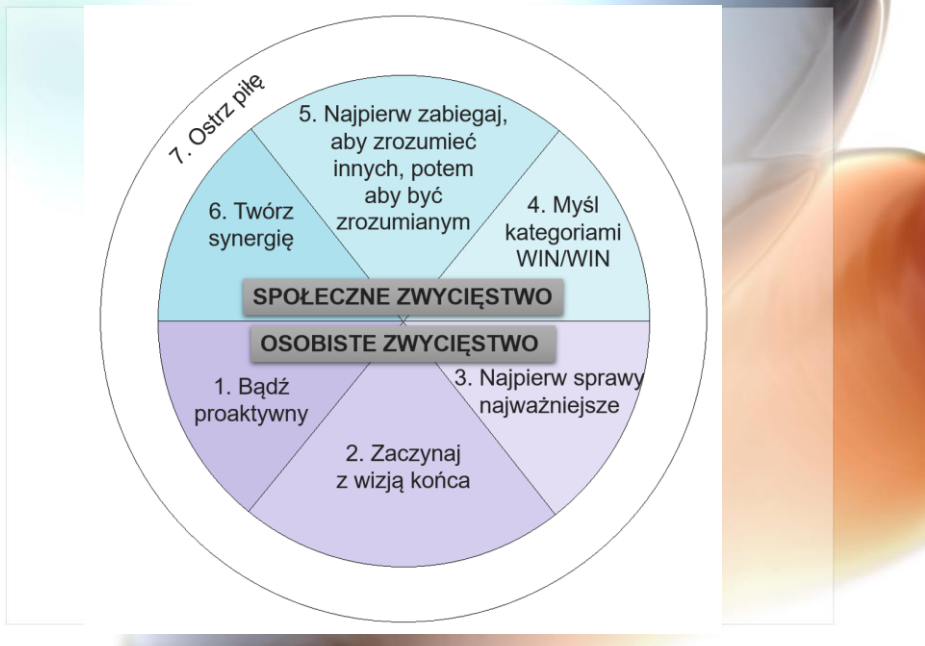 7. Ostrz piłę
5. Najpierw zabiegaj,
aby zrozumieć
innych, potem
aby być
zrozumianym
6. Twórz
synergię
4. Myśl
kategoriami
WIN/WIN
SPOŁECZNE ZWYCIĘSTWO
OSOBISTE ZWYCIĘSTWO
1. Bądź
proaktywny
2. Zaczynaj
z wizją końca
3. Najpierw sprawy
najważniejsze